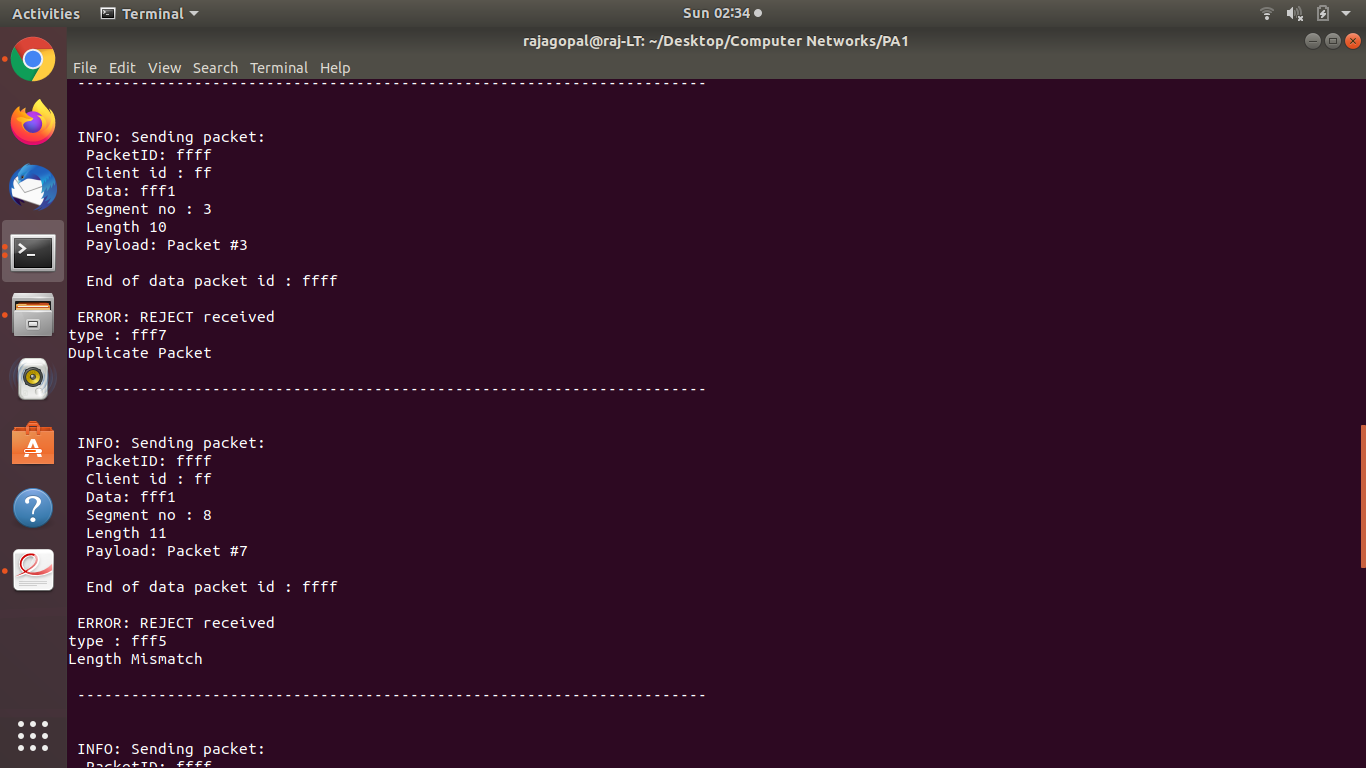 Activities Terminal Sun 02:34
rajagopal@raj-LT: ~/Desktop/Computer Networks/PA1
File Edit View Search Terminal Help
----------------------------------------------------------------------
INFO: Sending packet:
PacketID: ffff
Client id : ff
Data: fff1
Segment no : 3
Length 10
Payload: Packet #3
End of data packet id : ffff
ERROR: REJECT received
type : fff7
Duplicate Packet
----------------------------------------------------------------------
INFO: Sending packet:
PacketID: ffff
Client id : ff
Data: fff1
Segment no : 8
Length 11
Payload: Packet #7
End of data packet id : ffff
ERROR: REJECT received
type : fff5
Length Mismatch
----------------------------------------------------------------------
INFO: Sending packet:
PacketID: ffff